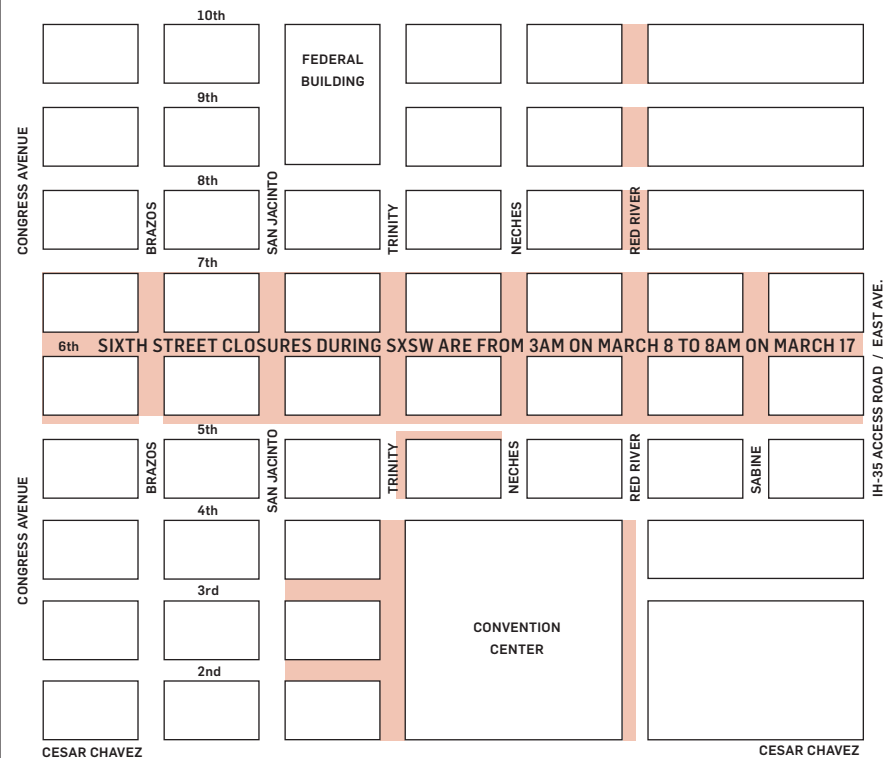 10th
FEDERAL
BUILDING
9th
CONGRESS AVENUE
8th
BRAZOS
SAN JACINTO
TRINITY
NECHES
RED RIVER
7th
6th SIXTH STREET CLOSURES DURING SXSW ARE FROM 3AM ON MARCH 8 TO 8AM ON MARCH 17
IH-35 ACCESS ROAD / EAST AVE.
5th
BRAZOS
SAN JACINTO
TRINITY
NECHES
RED RIVER
SABINE
4th
CONGRESS AVENUE
3rd
CONVENTION
CENTER
2nd
CESAR CHAVEZ
CESAR CHAVEZ